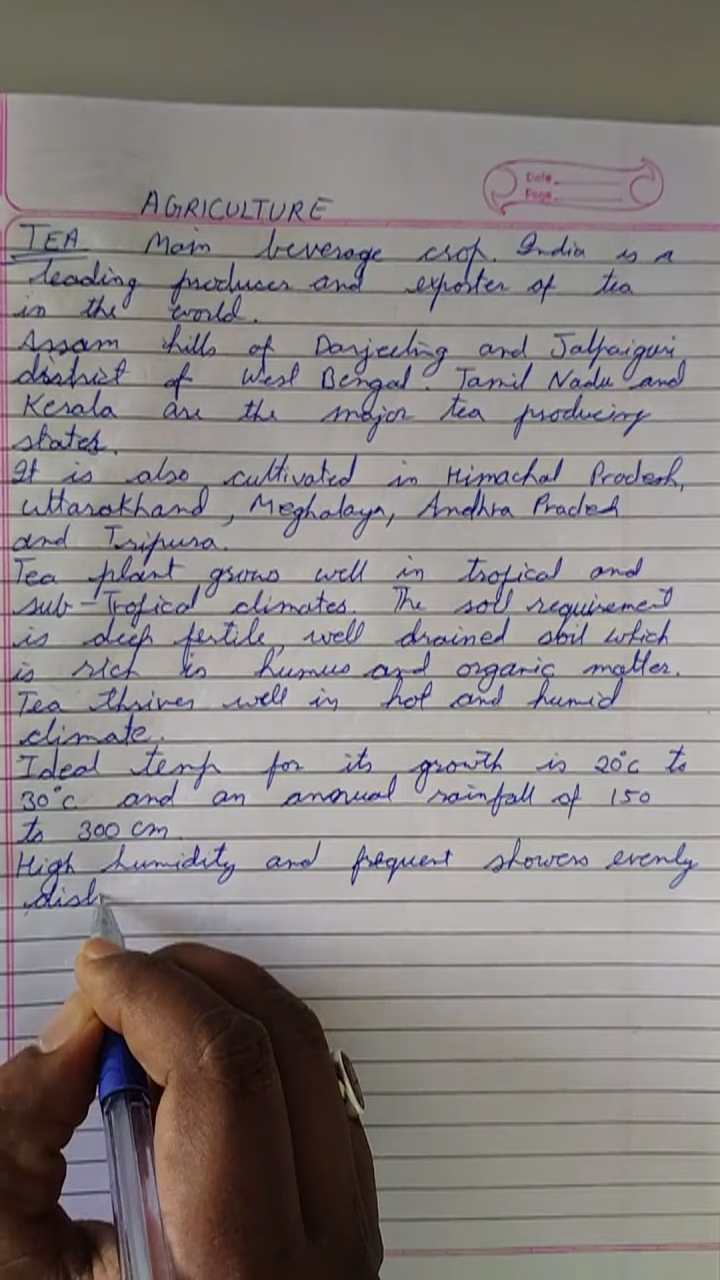 Date
Page
AGRICULTURE
TEA Main beverage crop. India is a
leading producer and exporter of tea
in the world.
Assam hills of Darjeeling and Jalpaiguri
district of West Bengal. Tamil Nadu and
Kerala are the major tea producing
states.
It is also cultivated in Himachal Pradesh,
Uttarakhand, Meghalaya, Andhra Pradesh
and Tripura.
Tea plant grows well in tropical and
sub-Tropical climates. The soil requirement
is deep fertile, well drained soil which
is rich in humus and organic matter.
Tea thrives well in hot and humid
climate.
Ideal temp for its growth is 20°c to
30°c and an annual rainfall of 150
to 300 cm.
High humidity and frequent showers evenly
dist